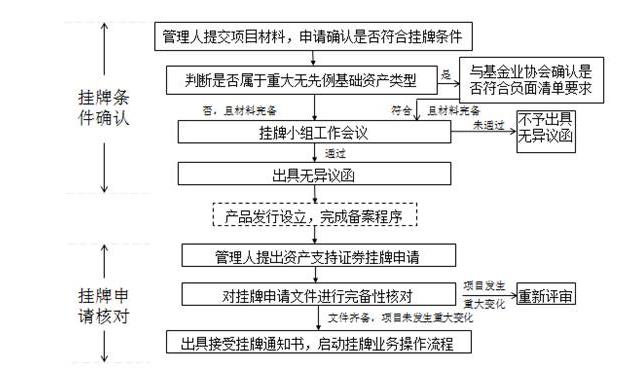 管理人提交项目材料，申请确认是否符合挂牌条件
判断是否属于重大无先例基础资产类型
是
与基金业协会确认是
否符合负面清单要求
挂牌条
件确认
否，且材料完备
符合
且材料完备
挂牌小组工作会议
未通过
不予出具
无异议函
通过
出具无异议函
产品发行设立，完成备案程序
管理人提出资产支持证券挂牌申请
挂牌申
请核对
对挂牌申请文件进行完备性核对
项目发生
重大变化
重新评审
文件齐备，项目未发生重大变化
出具接受挂牌通知书，启动挂牌业务操作流程